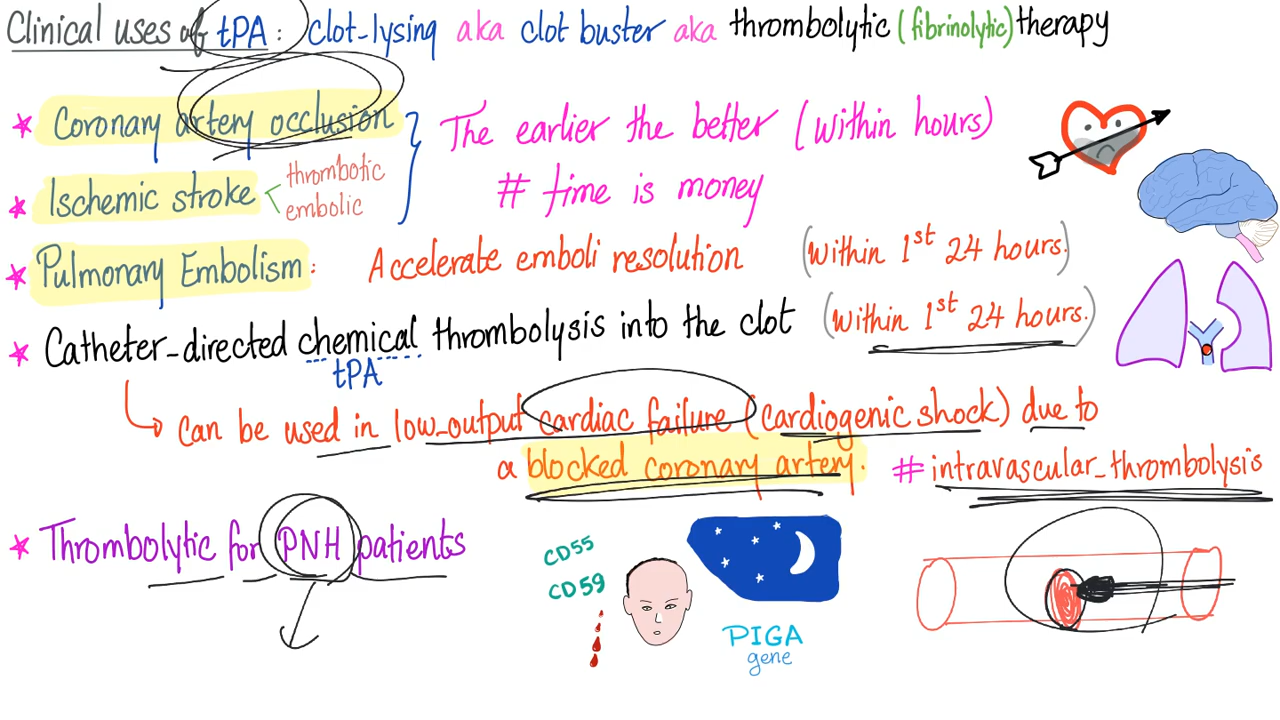 Clinical uses of tPA: clot-lysing aka clot buster aka thrombolytic (fibrinolytic) therapy
* Coronary artery occlusion
* Ischemic stroke
thrombotic
embolic
The earlier the better (within hours)
# time is money
* Pulmonary Embolism: Accelerate emboli resolution (within 1st 24 hours.)
* Catheter-directed chemical thrombolysis into the clot (within 1st 24 hours.)
tPA
can be used in low-output cardiac failure (cardiogenic shock) due to
a blocked coronary artery. # intravascular-thrombolysis
* Thrombolytic for PNH patients
CD55
CD59
PIGA
gene